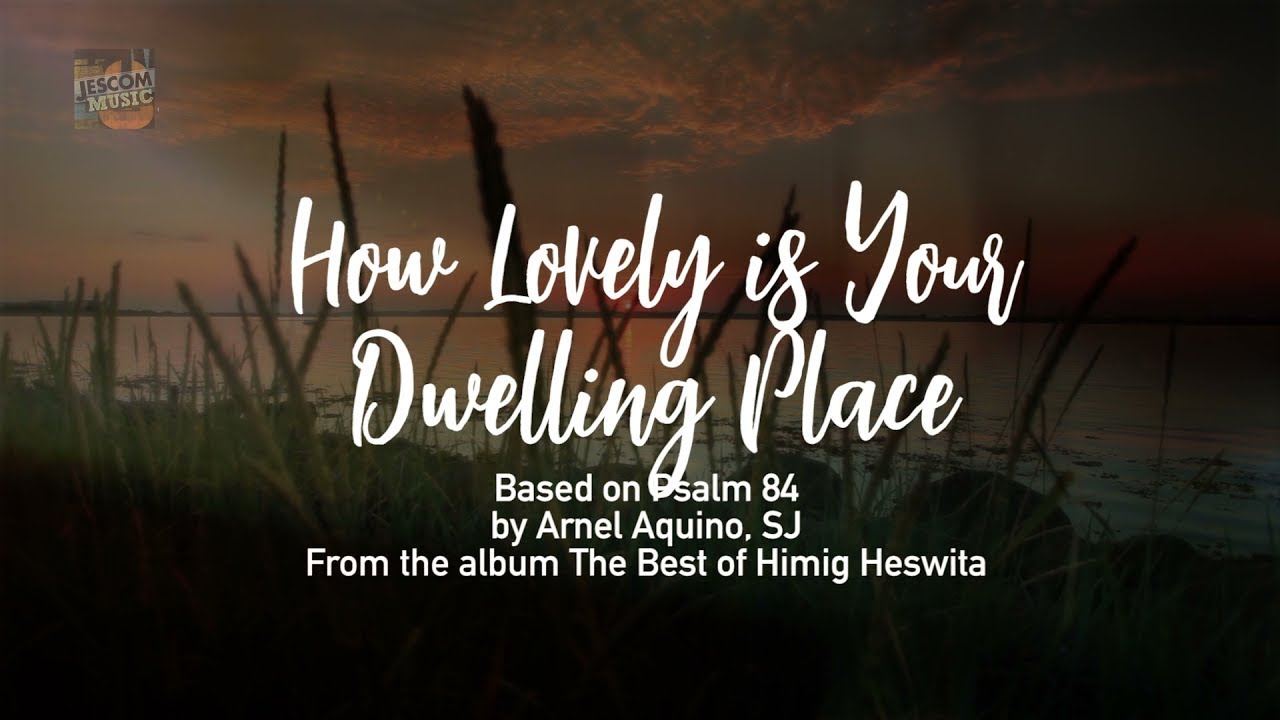 JESCOM
MUSIC
How Lovely is Your
Dwelling Place
Based on Psalm 84
by Arnel Aquino, SJ
From the album The Best of Himig Heswita